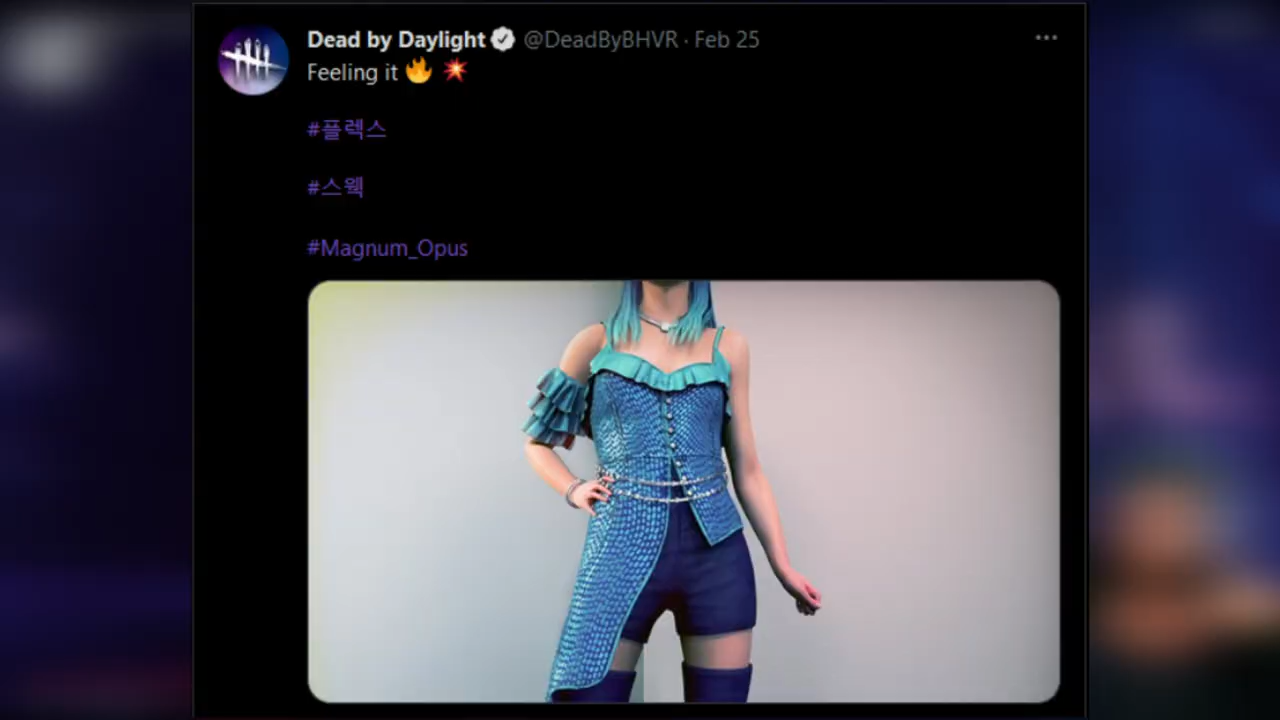 Dead by Daylight @DeadByBHVR · Feb 25
Feeling it 🔥 💥
#플렉스
#스웩
#Magnum_Opus